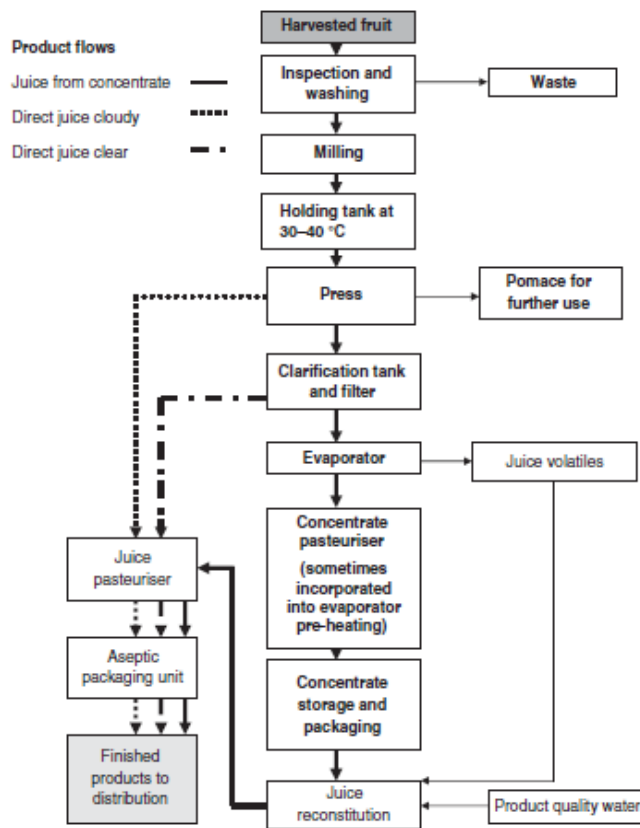 Harvested fruit
Product flows
Juice from concentrate
Direct juice cloudy
Direct juice clear
Inspection and
washing
Waste
Milling
Holding tank at
30–40 °C
Press
Pomace for
further use
Clarification tank
and filter
Evaporator
Juice volatiles
Concentrate
pasteuriser
(sometimes
incorporated
into evaporator
pre-heating)
Juice
pasteuriser
Aseptic
packaging unit
Concentrate
storage and
packaging
Finished
products to
distribution
Juice
reconstitution
Product quality water